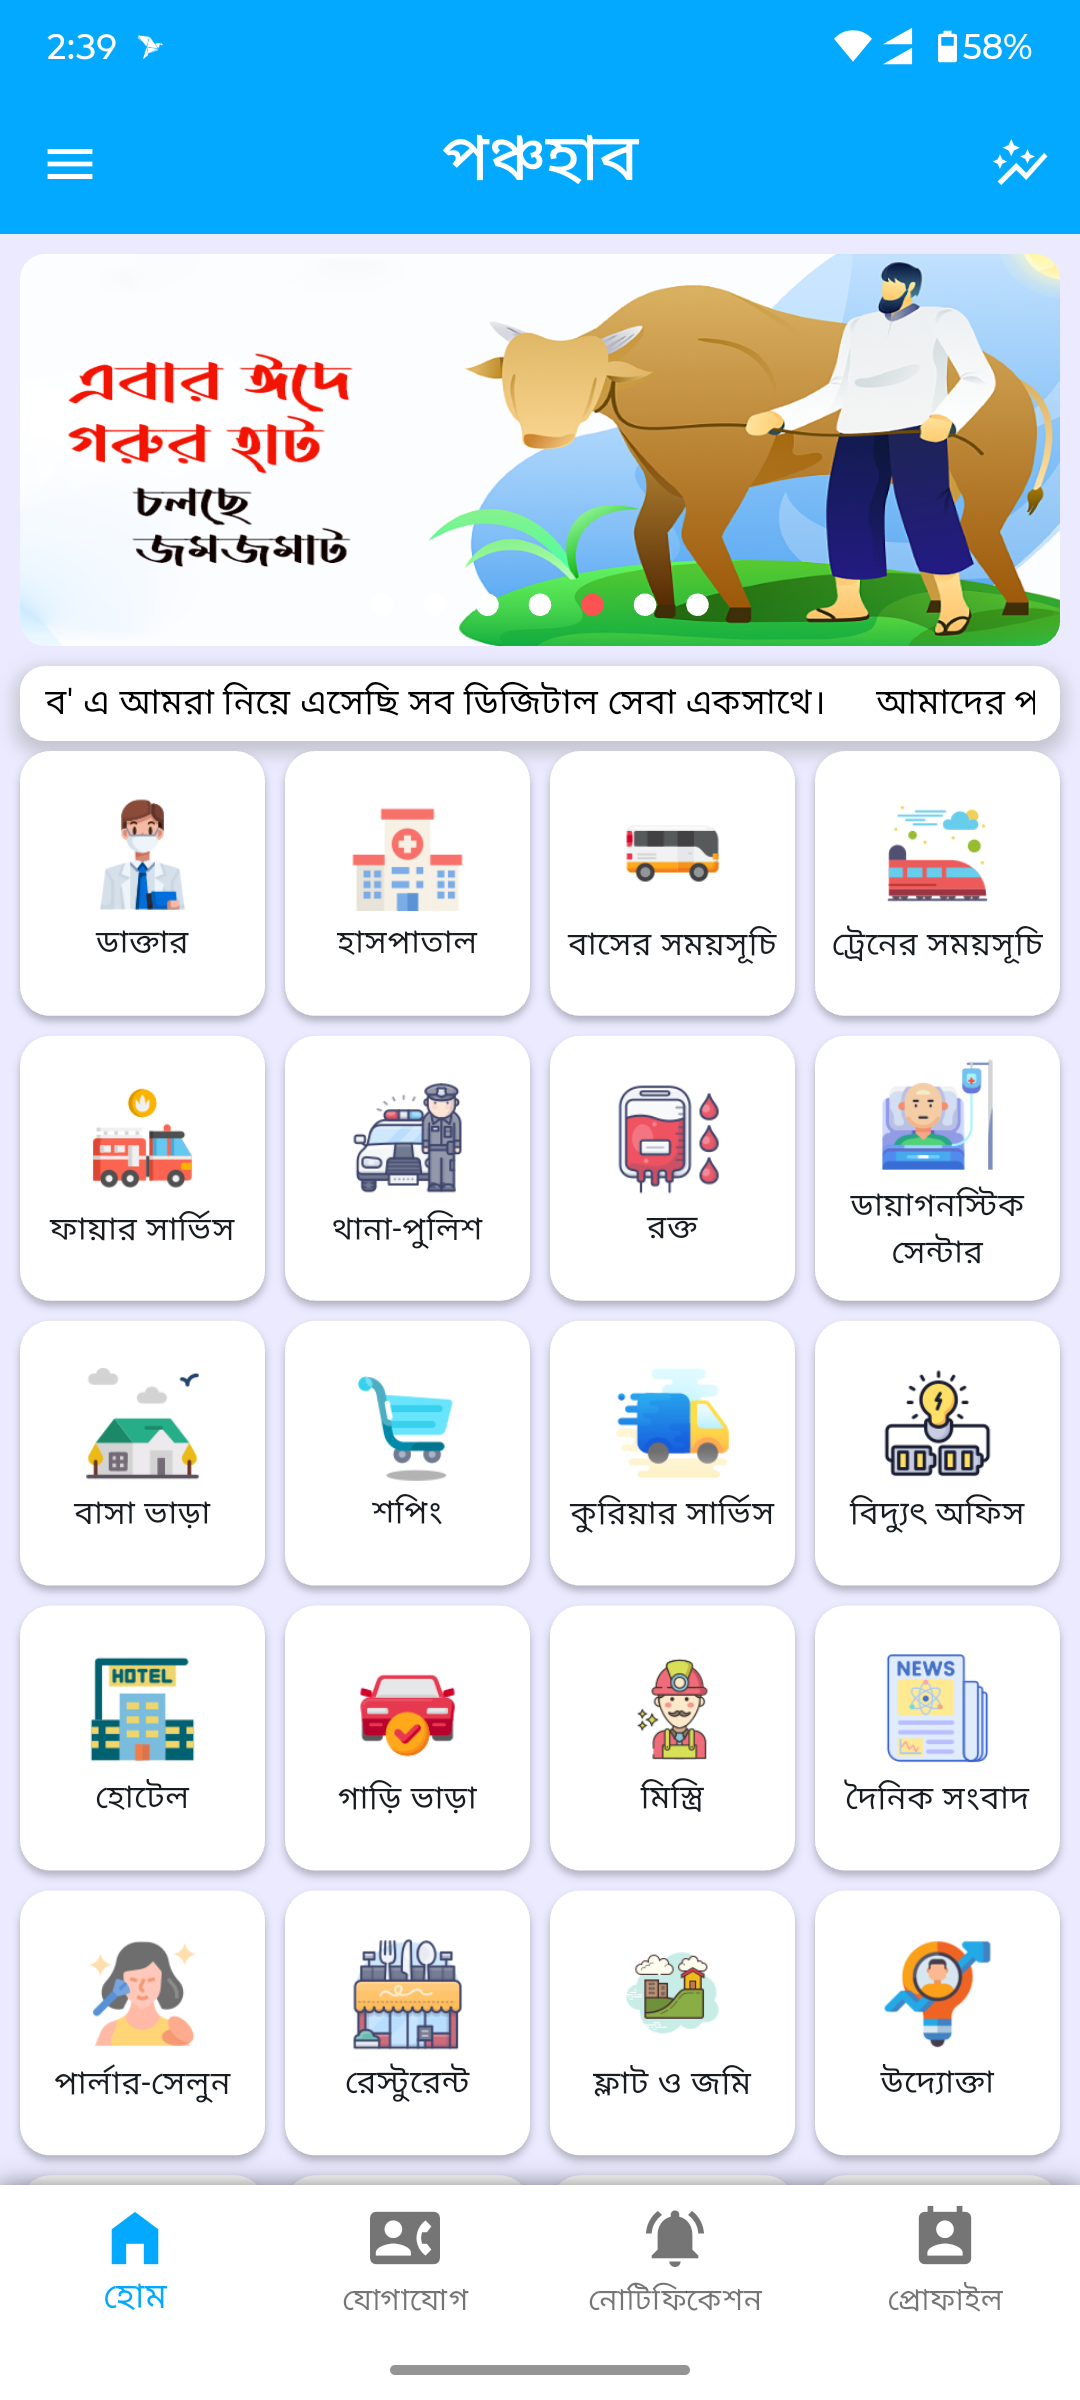 2:39
58%
পঞ্চহাব
এবার ঈদে
গরুর হাট
চলছে
জমজমাট
ব' এ আমরা নিয়ে এসেছি সব ডিজিটাল সেবা একসাথে। আমাদের প
ডাক্তার
হাসপাতাল
বাসের সময়সূচি
ট্রেনের সময়সূচি
ফায়ার সার্ভিস
থানা-পুলিশ
রক্ত
ডায়াগনস্টিক
সেন্টার
বাসা ভাড়া
শপিং
কুরিয়ার সার্ভিস
বিদ্যুৎ অফিস
HOTEL
হোটেল
গাড়ি ভাড়া
মিস্ত্রি
NEWS
দৈনিক সংবাদ
পার্লার-সেলুন
রেস্টুরেন্ট
ফ্লাট ও জমি
উদ্যোক্তা
হোম
যোগাযোগ
নোটিফিকেশন
প্রোফাইল